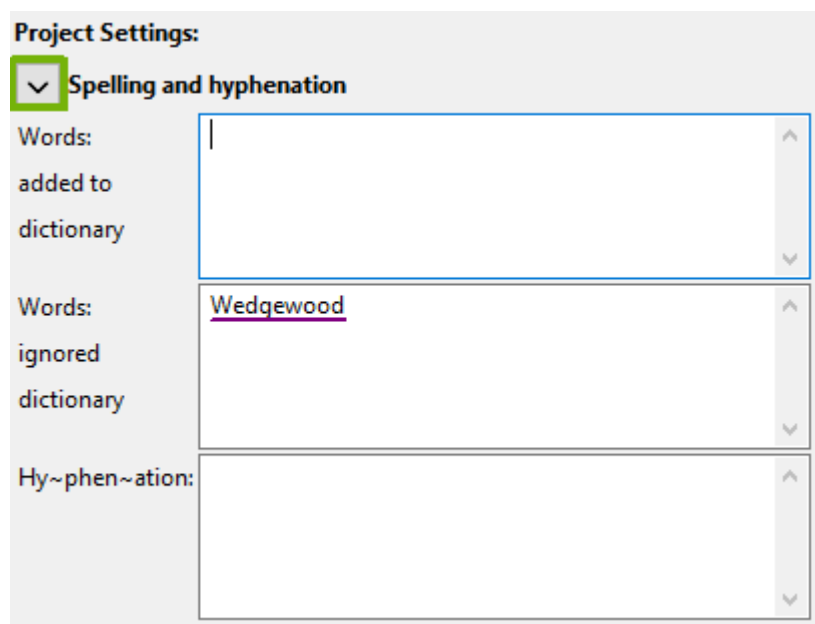 Project Settings:
Spelling and hyphenation
Words:
added to
dictionary
Words:
ignored
dictionary
Wedgewood
Hy~phen~ation: